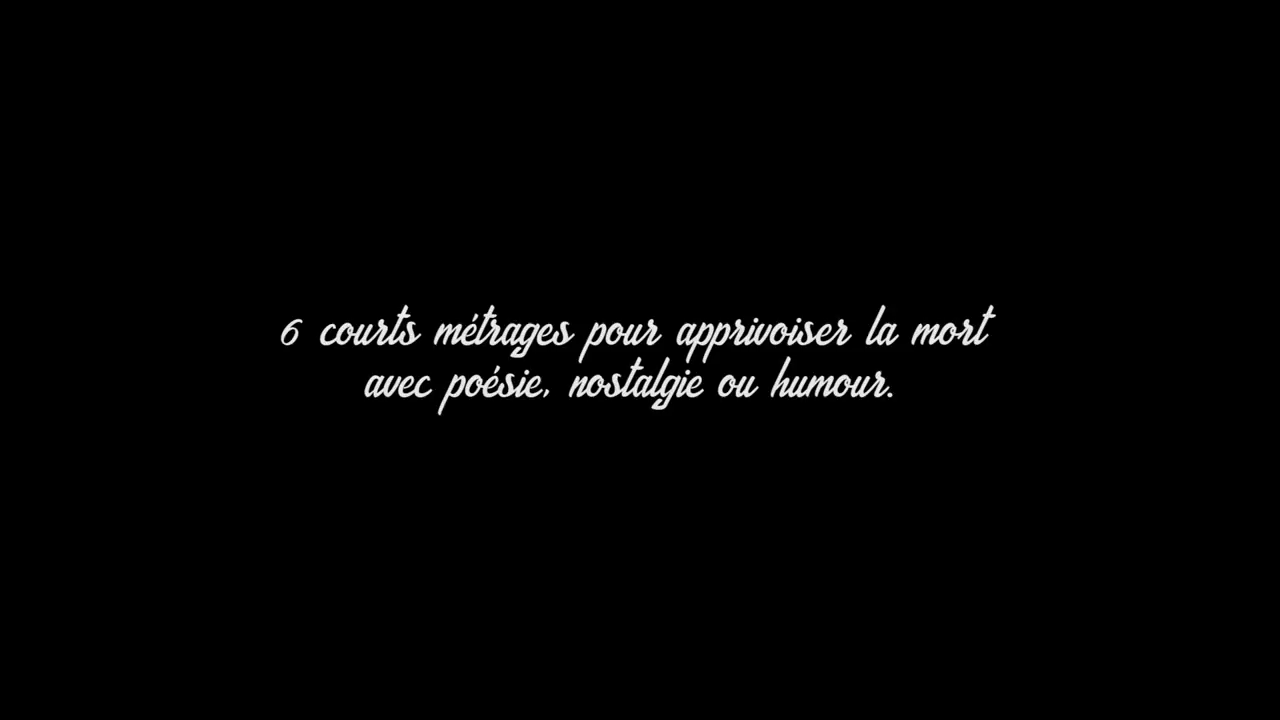 6 courts métrages pour apprivoiser la mort
avec poésie, nostalgie ou humour.